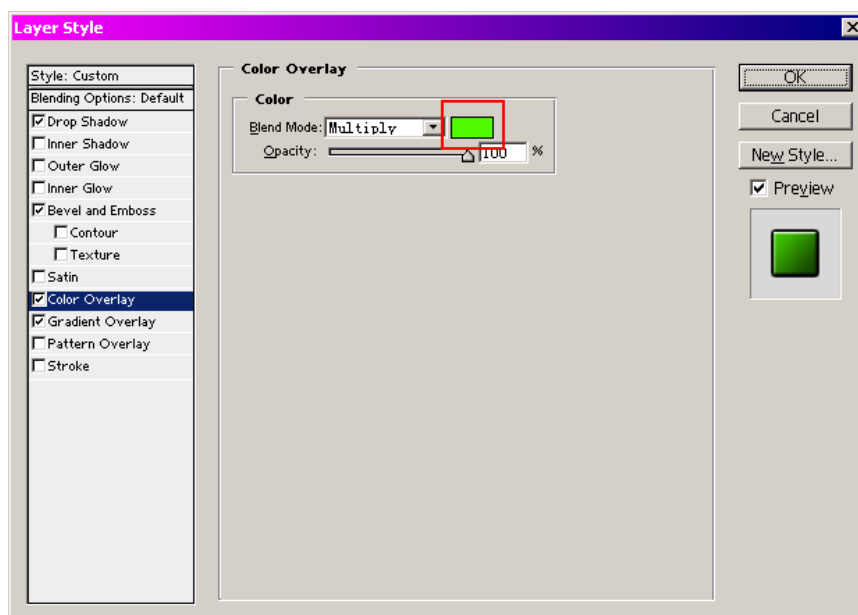 Layer Style
Style: Custom
Blending Options: Default
Drop Shadow
Inner Shadow
Outer Glow
Inner Glow
Bevel and Emboss
Contour
Texture
Satin
Color Overlay
Gradient Overlay
Pattern Overlay
Stroke
Color Overlay
Color
Blend Mode: Multiply
Opacity: 100 %
OK
Cancel
New Style...
Preview